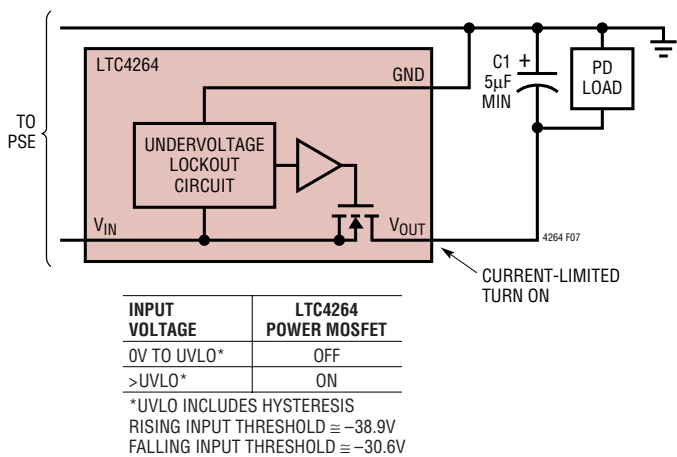 LTC4264
GND
C1
+
5μF
MIN
PD
LOAD
TO
PSE
UNDERVOLTAGE
LOCKOUT
CIRCUIT
VIN
VOUT
4264 F07
CURRENT-LIMITED
TURN ON
INPUT VOLTAGE LTC4264 POWER MOSFET
0V TO UVLO* OFF
>UVLO* ON
*UVLO INCLUDES HYSTERESIS
RISING INPUT THRESHOLD ≅ –38.9V
FALLING INPUT THRESHOLD ≅ –30.6V